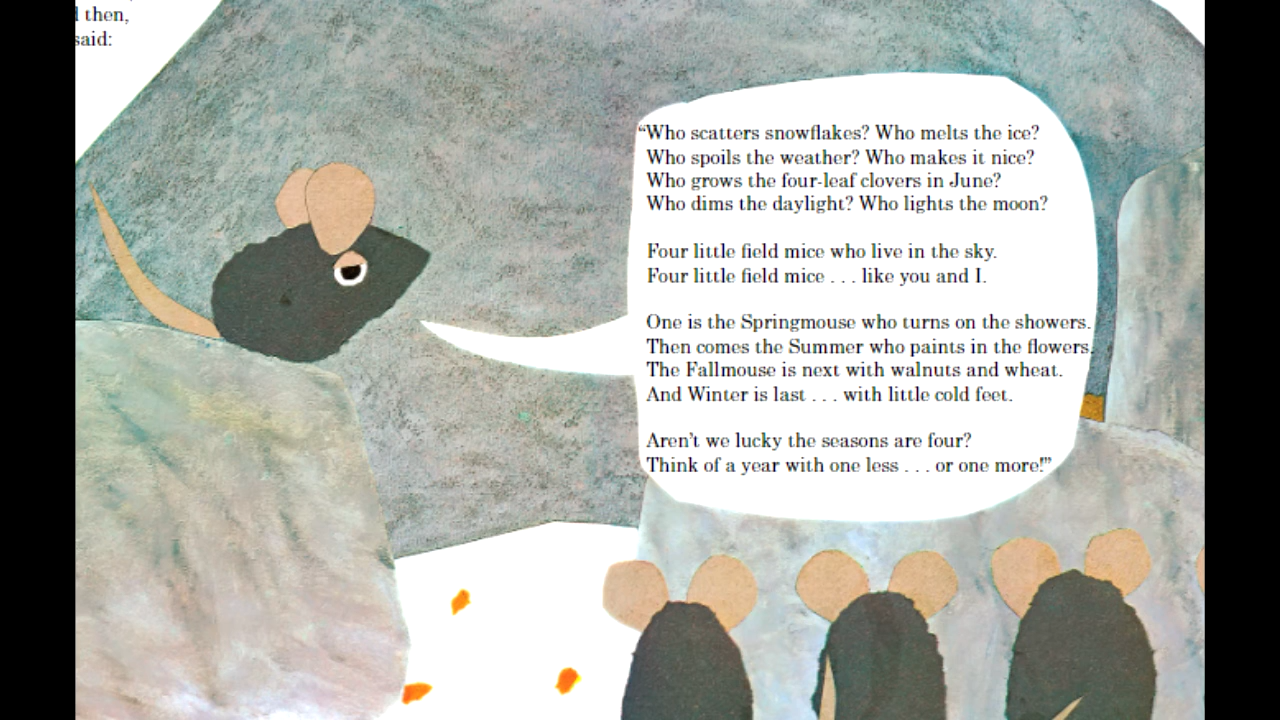 then,
said:
“Who scatters snowflakes? Who melts the ice?
Who spoils the weather? Who makes it nice?
Who grows the four-leaf clovers in June?
Who dims the daylight? Who lights the moon?
Four little field mice who live in the sky.
Four little field mice . . . like you and I.
One is the Springmouse who turns on the showers.
Then comes the Summer who paints in the flowers.
The Fallmouse is next with walnuts and wheat.
And Winter is last . . . with little cold feet.
Aren’t we lucky the seasons are four?
Think of a year with one less . . . or one more!”